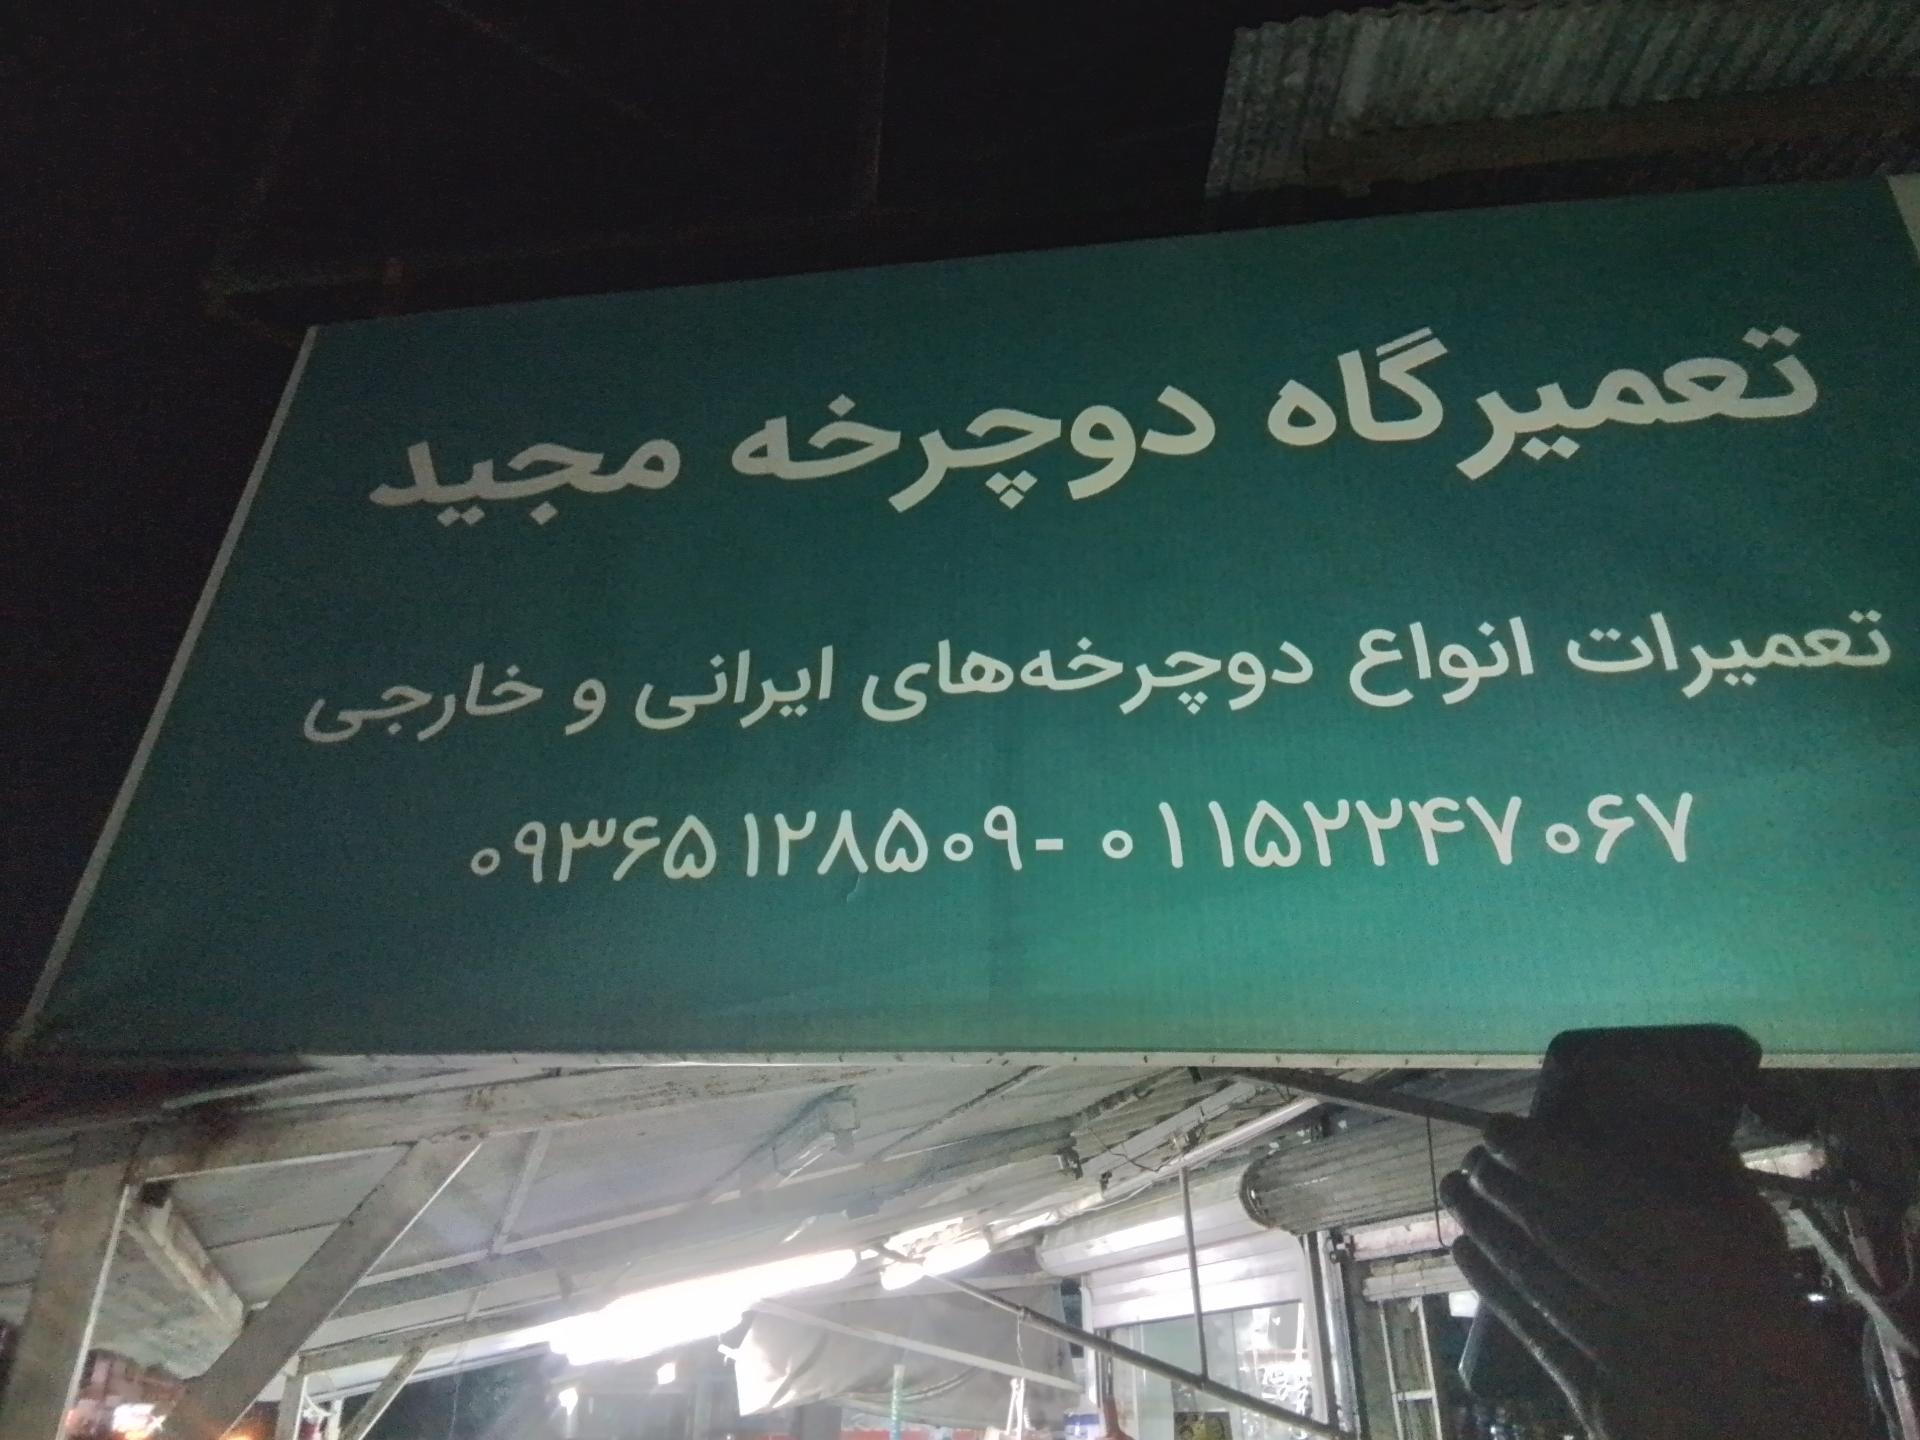 تعمیرگاه دوچرخه مجید
تعمیرات انواع دوچرخه‌های ایرانی و خارجی
۰۹۳۶۵۱۲۸۵۰۹- ۰۱۱۵۲۲۴۷۰۶۷